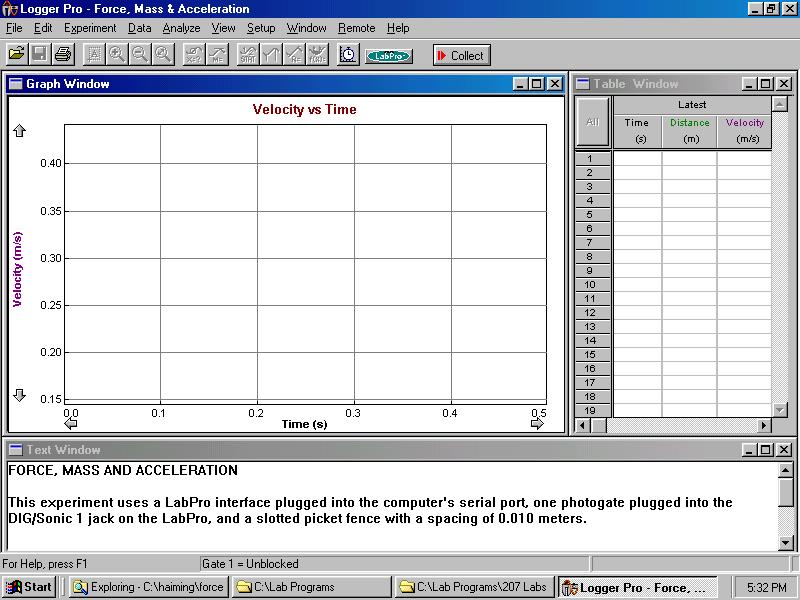 Logger Pro - Force, Mass & Acceleration
File Edit Experiment Data Analyze View Setup Window Remote Help
X=? M= STAT R= f(x)= LabPro Collect
Graph Window
Velocity vs Time
Velocity (m/s)
0.40
0.35
0.30
0.25
0.20
0.15
0.0 0.1 0.2 0.3 0.4 0.5
Time (s)
Table Window
All
Latest
Time Distance Velocity
(s) (m) (m/s)
1
2
3
4
5
6
7
8
9
10
11
12
13
14
15
16
17
18
19
Text Window
FORCE, MASS AND ACCELERATION
This experiment uses a LabPro interface plugged into the computer's serial port, one photogate plugged into the
DIG/Sonic 1 jack on the LabPro, and a slotted picket fence with a spacing of 0.010 meters.
For Help, press F1 Gate 1 = Unblocked
Start Exploring - C:\haiming\force C:\Lab Programs C:\Lab Programs\207 Labs Logger Pro - Force, ... 5:32 PM